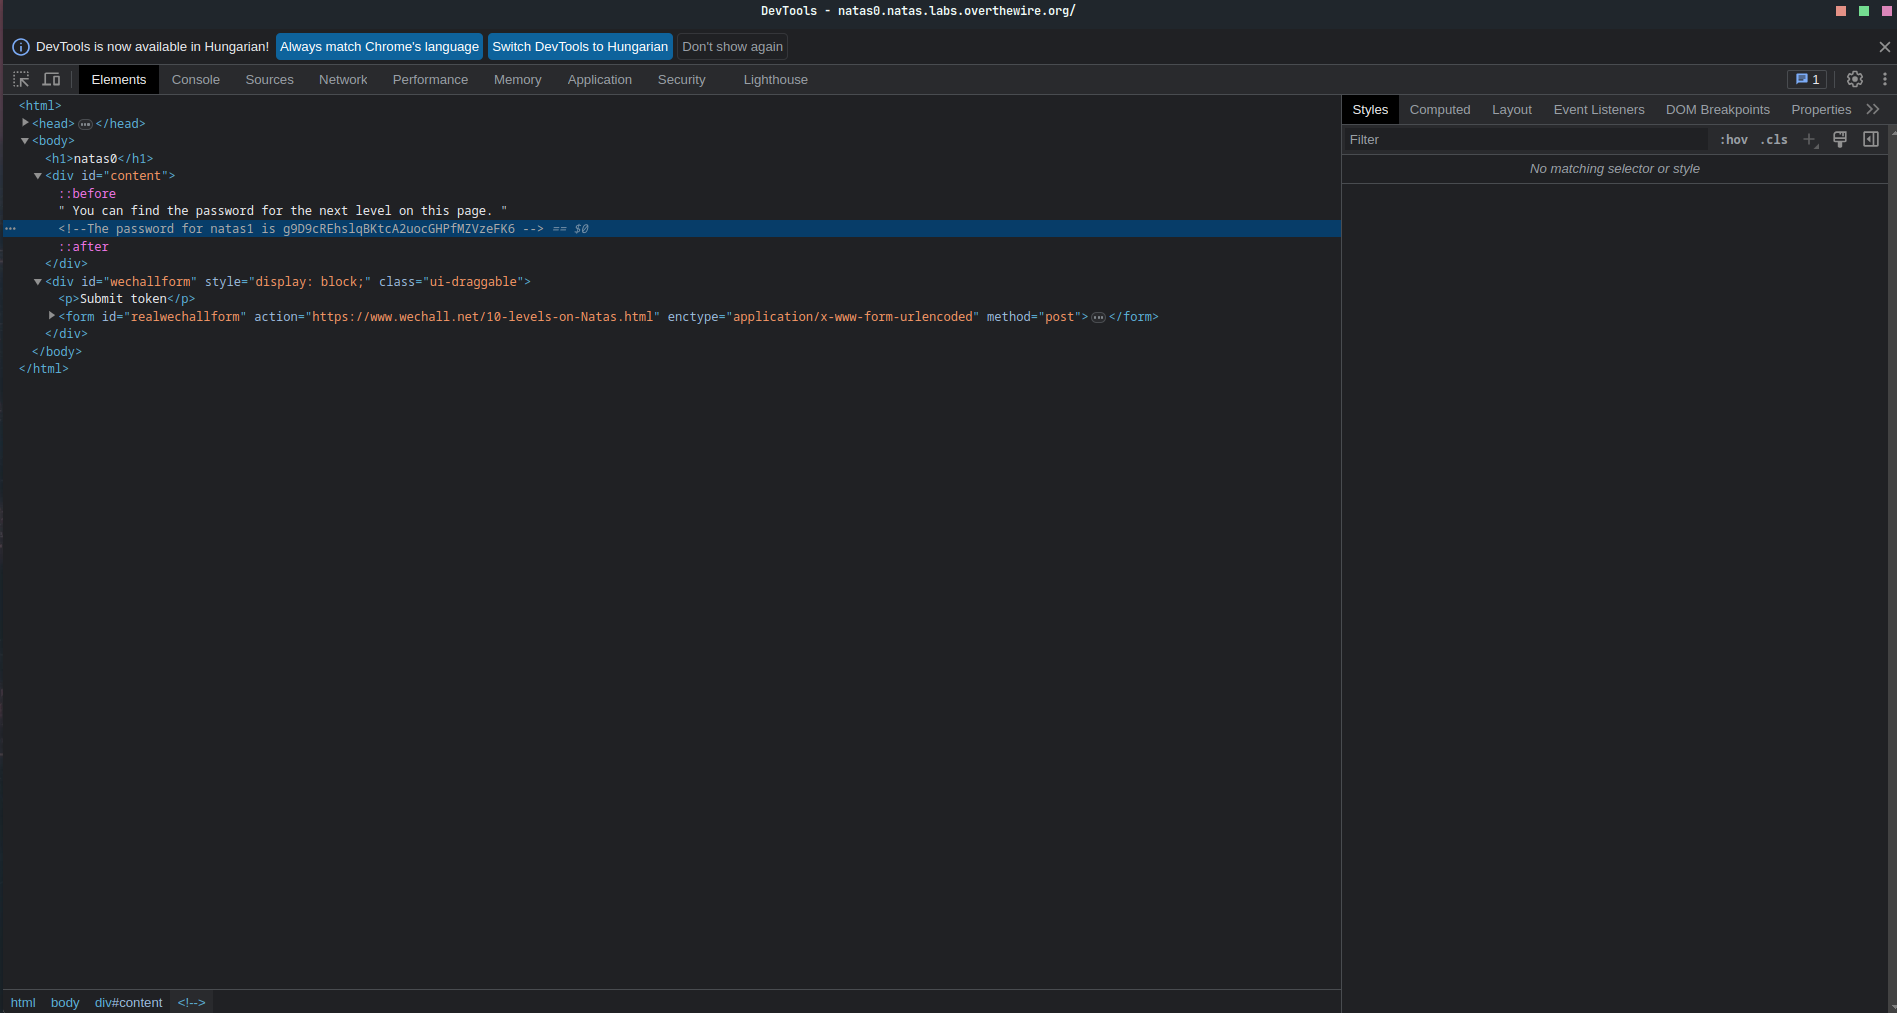 DevTools - natas0.natas.labs.overthewire.org/
DevTools is now available in Hungarian! Always match Chrome's language Switch DevTools to Hungarian Don't show again
Elements Console Sources Network Performance Memory Application Security Lighthouse 1
<html>
<head> </head>
<body>
<h1>natas0</h1>
<div id="content">
::before
" You can find the password for the next level on this page. "
<!--The password for natas1 is g9D9cREhslqBKtcA2uocGHPfMZVzeFK6 --> == $0
::after
</div>
<div id="wechallform" style="display: block;" class="ui-draggable">
<p>Submit token</p>
<form id="realwechallform" action="https://www.wechall.net/10-levels-on-Natas.html" enctype="application/x-www-form-urlencoded" method="post"> </form>
</div>
</body>
</html>
html body div#content <!-->
Styles Computed Layout Event Listeners DOM Breakpoints Properties
Filter :hov .cls
No matching selector or style